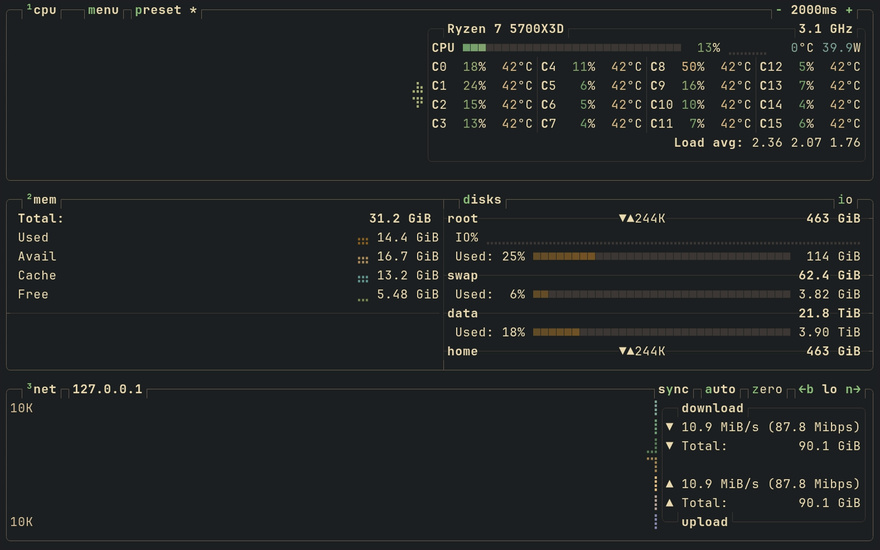 ¹cpu menu preset * - 2000ms +
Ryzen 7 5700X3D 3.1 GHz
CPU 13% 0°C 39.9W
C0 18% 42°C C4 11% 42°C C8 50% 42°C C12 5% 42°C
C1 24% 42°C C5 6% 42°C C9 16% 42°C C13 7% 42°C
C2 15% 42°C C6 5% 42°C C10 10% 42°C C14 4% 42°C
C3 13% 42°C C7 4% 42°C C11 7% 42°C C15 6% 42°C
Load avg: 2.36 2.07 1.76
²mem
Total: 31.2 GiB
Used 14.4 GiB
Avail 16.7 GiB
Cache 13.2 GiB
Free 5.48 GiB
disks io
root ▼▲244K 463 GiB
IO%
Used: 25% 114 GiB
swap 62.4 GiB
Used: 6% 3.82 GiB
data 21.8 TiB
Used: 18% 3.90 TiB
home ▼▲244K 463 GiB
³net 127.0.0.1 sync auto zero ←b lo n→
10K
download
▼ 10.9 MiB/s (87.8 Mibps)
▼ Total: 90.1 GiB
▲ 10.9 MiB/s (87.8 Mibps)
▲ Total: 90.1 GiB
10K
upload